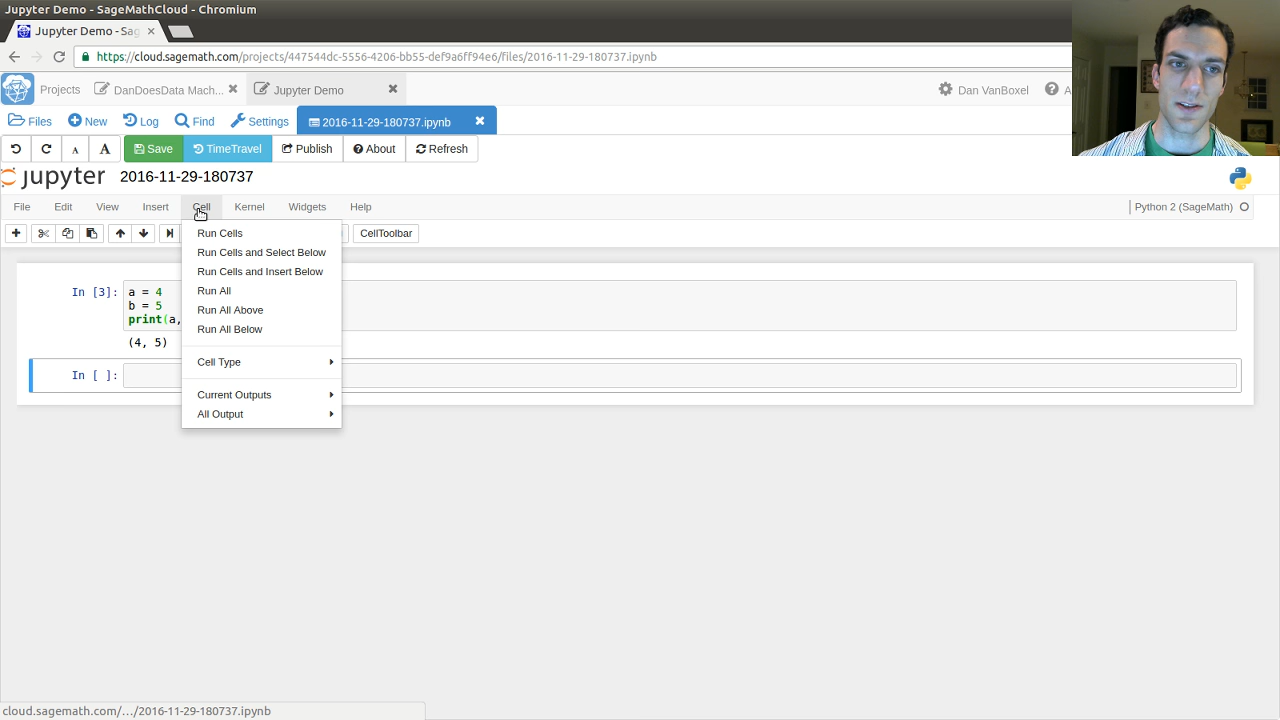 Jupyter Demo - SageMathCloud - Chromium
Jupyter Demo - Sag
https://cloud.sagemath.com/projects/447544dc-5556-4206-bb55-def9a6ff94e6/files/2016-11-29-180737.ipynb
Projects DanDoesData Mach... Jupyter Demo Dan VanBoxel A
Files New Log Find Settings 2016-11-29-180737.ipynb
A A Save TimeTravel Publish About Refresh
jupyter 2016-11-29-180737
File Edit View Insert Cell Kernel Widgets Help Python 2 (SageMath)
CellToolbar
Run Cells
Run Cells and Select Below
Run Cells and Insert Below
Run All
Run All Above
Run All Below
Cell Type
Current Outputs
All Output
In [3]: a = 4
b = 5
print(a,
(4, 5)
In [ ]:
cloud.sagemath.com/.../2016-11-29-180737.ipynb